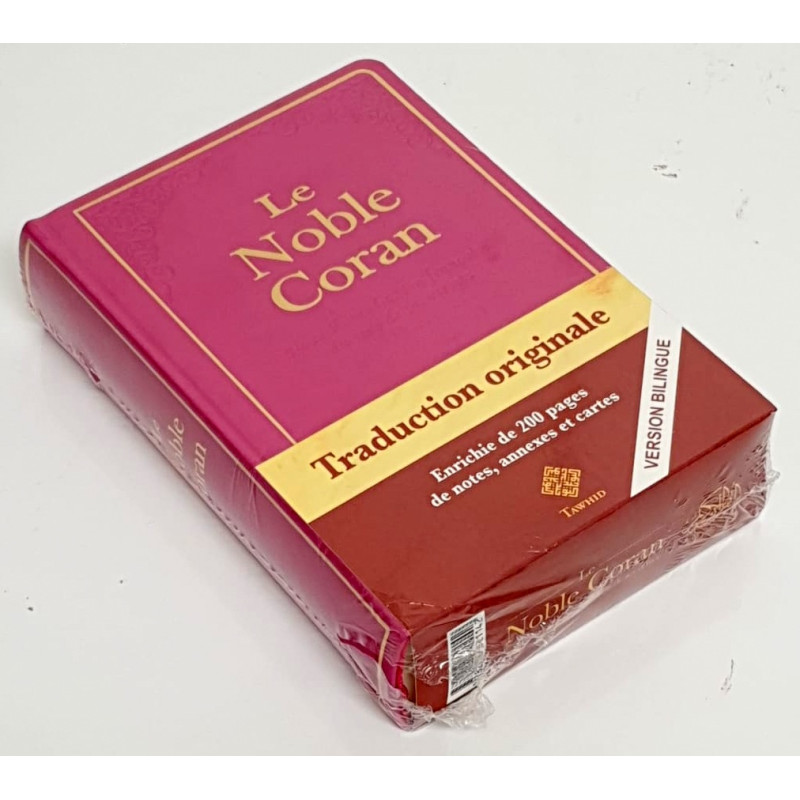 Le
Noble
Coran
Traduction originale
Enrichie de 200 pages
de notes, annexes et cartes
TAWHID
VERSION BILINGUE
Le
Noble
Coran
Le
Noble Coran